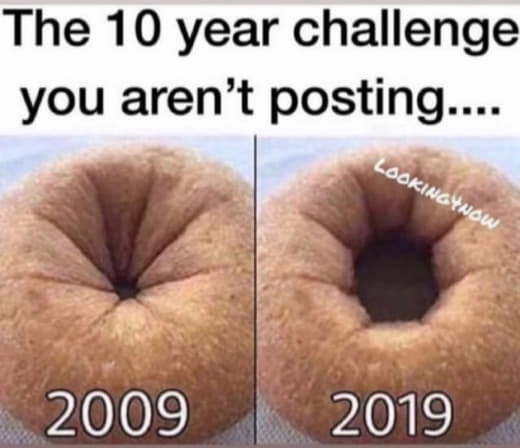 The 10 year challenge
you aren't posting....
LOOKING4NOW
2009
2019